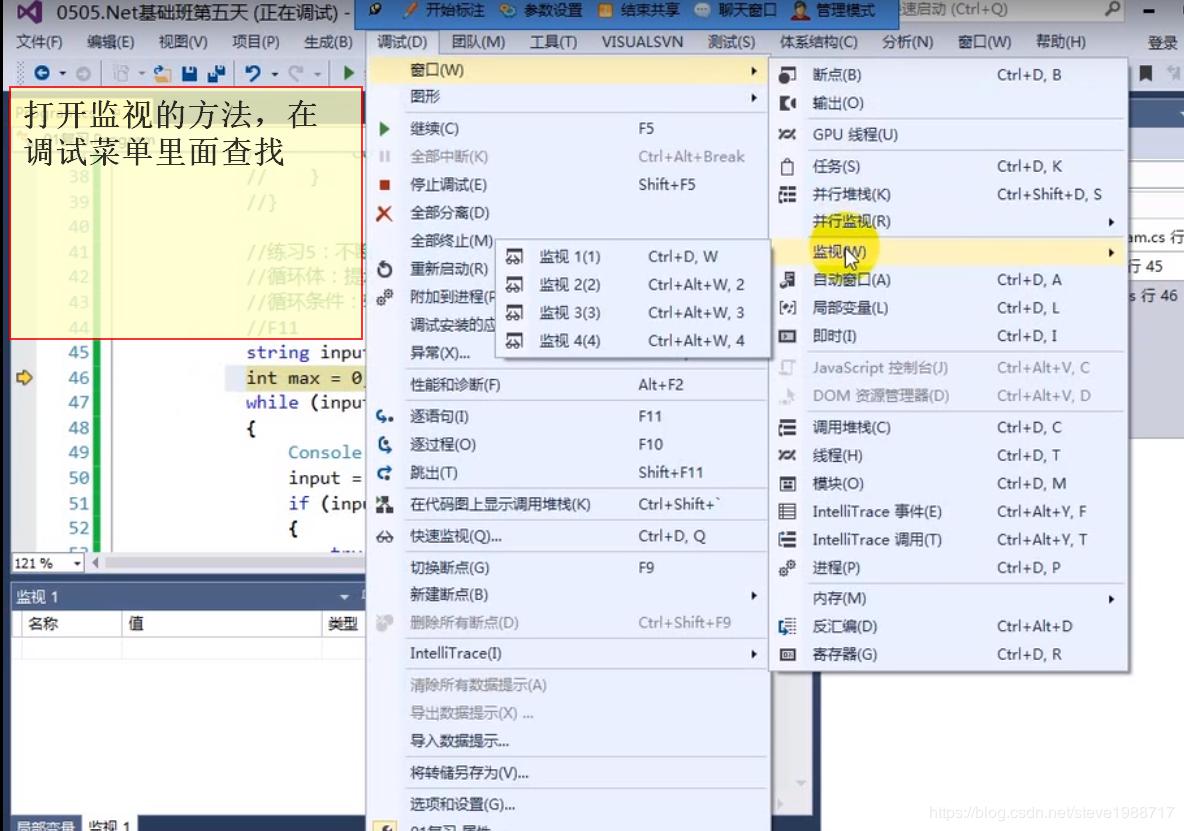 0505.Net基础班第五天 (正在调试) -
开始标注 参数设置 结束共享 聊天窗口 管理模式
速启动 (Ctrl+Q)
文件(F) 编辑(E) 视图(V) 项目(P) 生成(B) 调试(D) 团队(M) 工具(T) VISUALSVN 测试(S) 体系结构(C) 分析(N) 窗口(W) 帮助(H) 登录
打开监视的方法，在
调试菜单里面查找
38 // }
39 //}
40
41 //练习5：不断
42 //循环体：提
43 //循环条件：
44 //F11
45 string input
46 int max = 0
47 while (input
48 {
49 Console
50 input =
51 if (inpu
52 {
53
121 %
监视 1
名称 值 类型
局部变量 监视 1
窗口(W)
图形
继续(C) F5
全部中断(K) Ctrl+Alt+Break
停止调试(E) Shift+F5
全部分离(D)
全部终止(M)
重新启动(R)
附加到进程(P
调试安装的应
异常(X)...
性能和诊断(F) Alt+F2
逐语句(I) F11
逐过程(O) F10
跳出(T) Shift+F11
在代码图上显示调用堆栈(K) Ctrl+Shift+`
快速监视(Q)... Ctrl+D, Q
切换断点(G) F9
新建断点(B)
删除所有断点(D) Ctrl+Shift+F9
IntelliTrace(I)
清除所有数据提示(A)
导出数据提示(X) ...
导入数据提示...
将转储另存为(V)...
选项和设置(G)...
01复习 属性
监视 1(1) Ctrl+D, W
监视 2(2) Ctrl+Alt+W, 2
监视 3(3) Ctrl+Alt+W, 3
监视 4(4) Ctrl+Alt+W, 4
断点(B) Ctrl+D, B
输出(O)
GPU 线程(U)
任务(S) Ctrl+D, K
并行堆栈(K) Ctrl+Shift+D, S
并行监视(R)
监视(W)
自动窗口(A) Ctrl+D, A
局部变量(L) Ctrl+D, L
即时(I) Ctrl+D, I
JavaScript 控制台(J) Ctrl+Alt+V, C
DOM 资源管理器(D) Ctrl+Alt+V, D
调用堆栈(C) Ctrl+D, C
线程(H) Ctrl+D, T
模块(O) Ctrl+D, M
IntelliTrace 事件(E) Ctrl+Alt+Y, F
IntelliTrace 调用(T) Ctrl+Alt+Y, T
进程(P) Ctrl+D, P
内存(M)
反汇编(D) Ctrl+Alt+D
寄存器(G) Ctrl+D, R
am.cs 行
行 45
s 行 46
https://blog.csdn.net/steve1988717